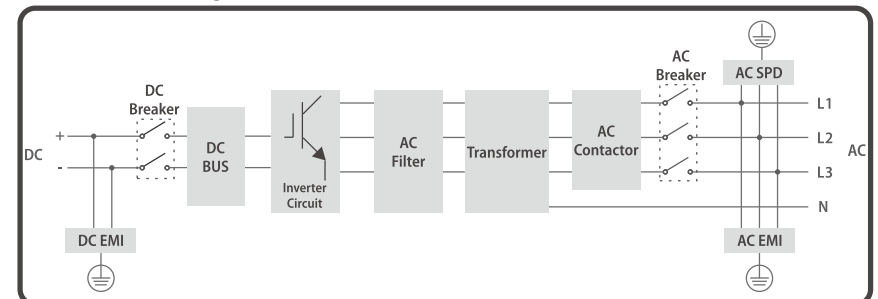 DC
+
-
DC
Breaker
DC EMI
DC
BUS
Inverter
Circuit
AC
Filter
Transformer
AC
Contactor
AC
Breaker
AC SPD
AC EMI
L1
L2
L3
N
AC